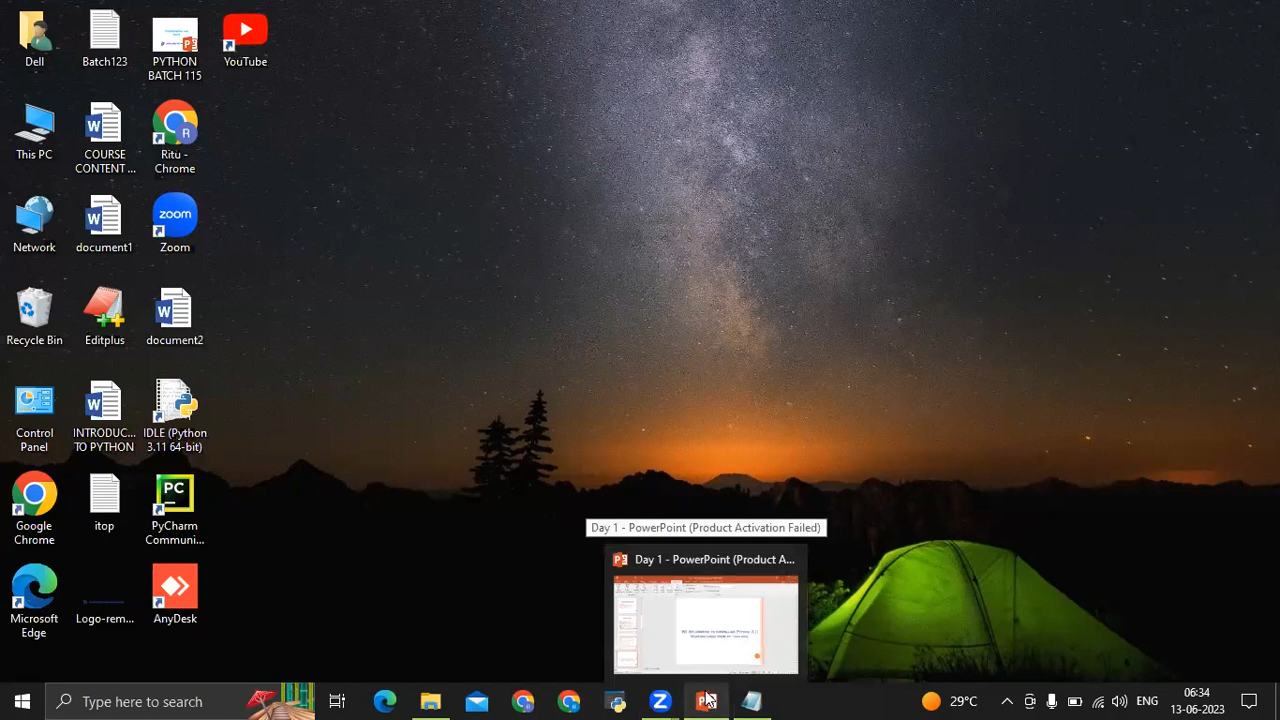 Dell
Batch123
PYTHON
BATCH 115
YouTube
This PC
COURSE
CONTENT ...
Ritu -
Chrome
R
Network
document1
zoom
Zoom
Recycle Bin
Editplus
document2
Control
Panel
INTRODUC...
TO PYTHON
IDLE (Python
3.11 64-bit)
Google
Chrome
itop
PC
PyCharm
Communi...
Logo rem...
AnyDesk
Day 1 - PowerPoint (Product Activation Failed)
Day 1 - PowerPoint (Product A...
Type here to search
29°C
ENG
06:38
13-06-2023